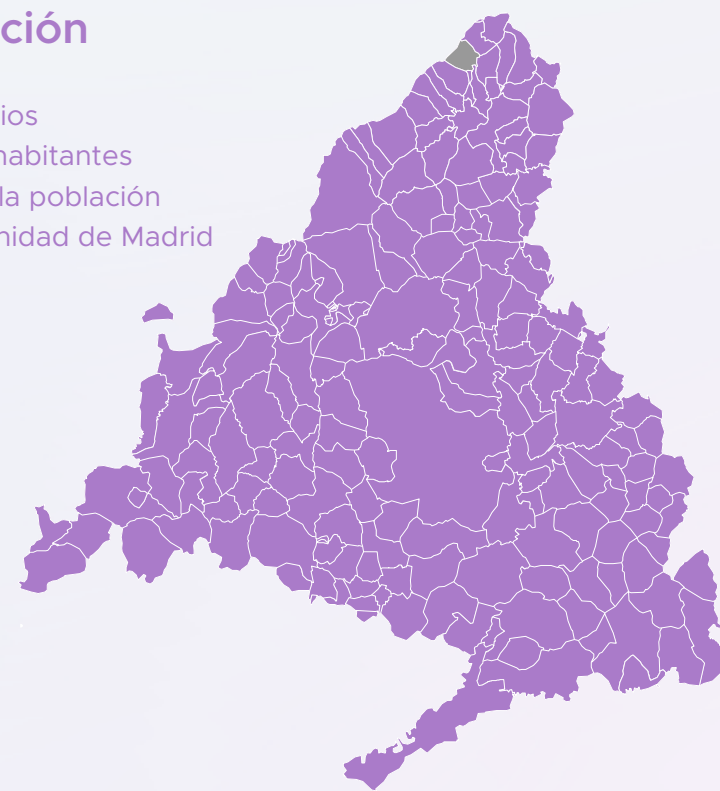 ción
ios
habitantes
la población
nidad de Madrid